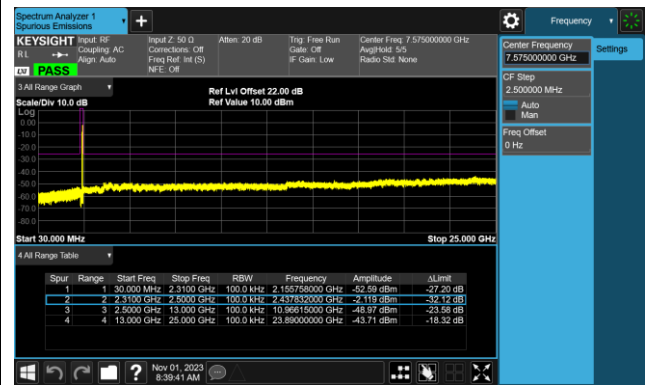 Spectrum Analyzer 1
Spurious Emissions
Frequency
KEYSIGHT
RL
PASS
Input: RF
Coupling: AC
Align: Auto
Input Z: 50 Ω
Corrections: Off
Freq Ref: Int (S)
NFE: Off
Atten: 20 dB
Trig: Free Run
Gate: Off
IF Gain: Low
Center Freq: 7.575000000 GHz
Avg|Hold: 5/5
Radio Std: None
Center Frequency
7.575000000 GHz
Settings
CF Step
2.500000 MHz
Auto
Man
Freq Offset
0 Hz
3 All Range Graph
Scale/Div 10.0 dB
Ref Lvl Offset 22.00 dB
Ref Value 10.00 dBm
Log
0.00
-10.0
-20.0
-30.0
-40.0
-50.0
-60.0
-70.0
-80.0
Start 30.000 MHz
Stop 25.000 GHz
4 All Range Table
Spur Range Start Freq Stop Freq RBW Frequency Amplitude ΔLimit
1 1 30.000 MHz 2.3100 GHz 100.0 kHz 2.155758000 GHz -52.59 dBm -27.20 dB
2 2 2.3100 GHz 2.5000 GHz 100.0 kHz 2.437832000 GHz -2.119 dBm -32.12 dB
3 3 2.5000 GHz 13.000 GHz 100.0 kHz 10.96615000 GHz -48.97 dBm -23.58 dB
4 4 13.000 GHz 25.000 GHz 100.0 kHz 23.89000000 GHz -43.71 dBm -18.32 dB
?
Nov 01, 2023
8:39:41 AM